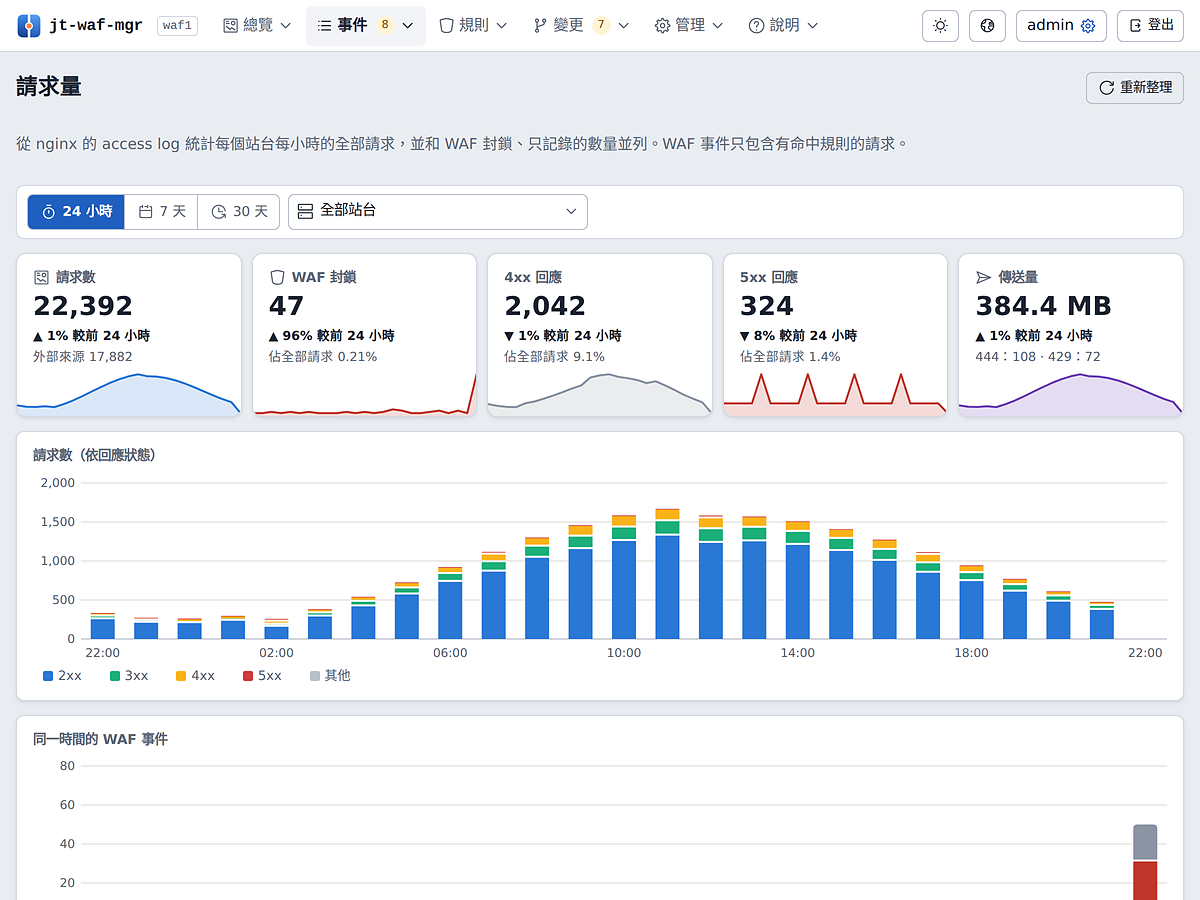 jt-waf-mgr waf1 總覽 事件 8 規則 變更 7 管理 說明 admin 登出
請求量
重新整理
從 nginx 的 access log 統計每個站台每小時的全部請求，並和 WAF 封鎖、只記錄的數量並列。WAF 事件只包含有命中規則的請求。
24 小時 7 天 30 天 全部站台
請求數
22,392
▲ 1% 較前 24 小時
外部來源 17,882
WAF 封鎖
47
▲ 96% 較前 24 小時
佔全部請求 0.21%
4xx 回應
2,042
▼ 1% 較前 24 小時
佔全部請求 9.1%
5xx 回應
324
▼ 8% 較前 24 小時
佔全部請求 1.4%
傳送量
384.4 MB
▲ 1% 較前 24 小時
444：108 · 429：72
請求數（依回應狀態）
2,000
1,500
1,000
500
0
22:00 02:00 06:00 10:00 14:00 18:00 22:00
2xx 3xx 4xx 5xx 其他
同一時間的 WAF 事件
80
60
40
20